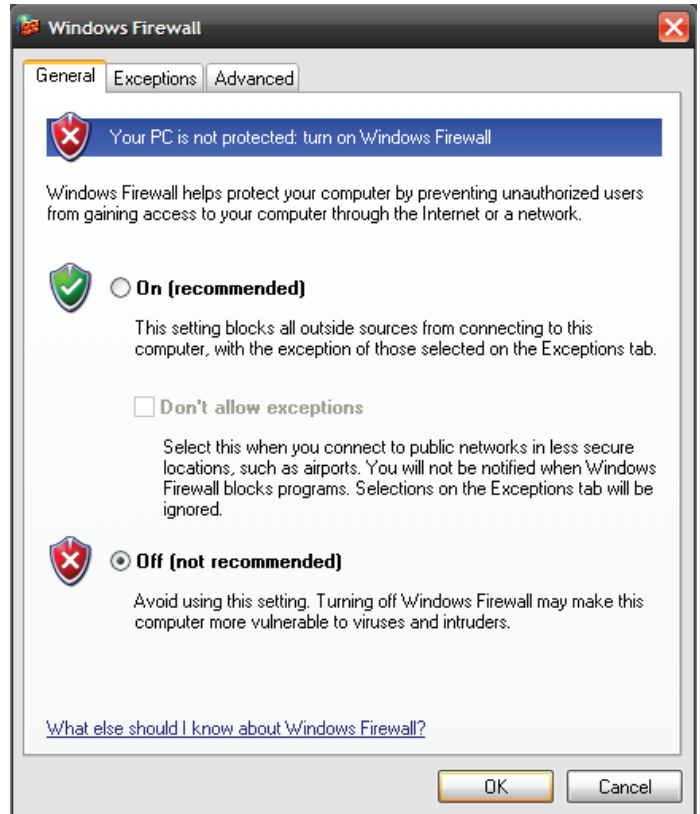 Windows Firewall
General
Exceptions
Advanced
Your PC is not protected: turn on Windows Firewall
Windows Firewall helps protect your computer by preventing unauthorized users
from gaining access to your computer through the Internet or a network.
On (recommended)
This setting blocks all outside sources from connecting to this
computer, with the exception of those selected on the Exceptions tab.
Don't allow exceptions
Select this when you connect to public networks in less secure
locations, such as airports. You will not be notified when Windows
Firewall blocks programs. Selections on the Exceptions tab will be
ignored.
Off (not recommended)
Avoid using this setting. Turning off Windows Firewall may make this
computer more vulnerable to viruses and intruders.
What else should I know about Windows Firewall?
OK
Cancel